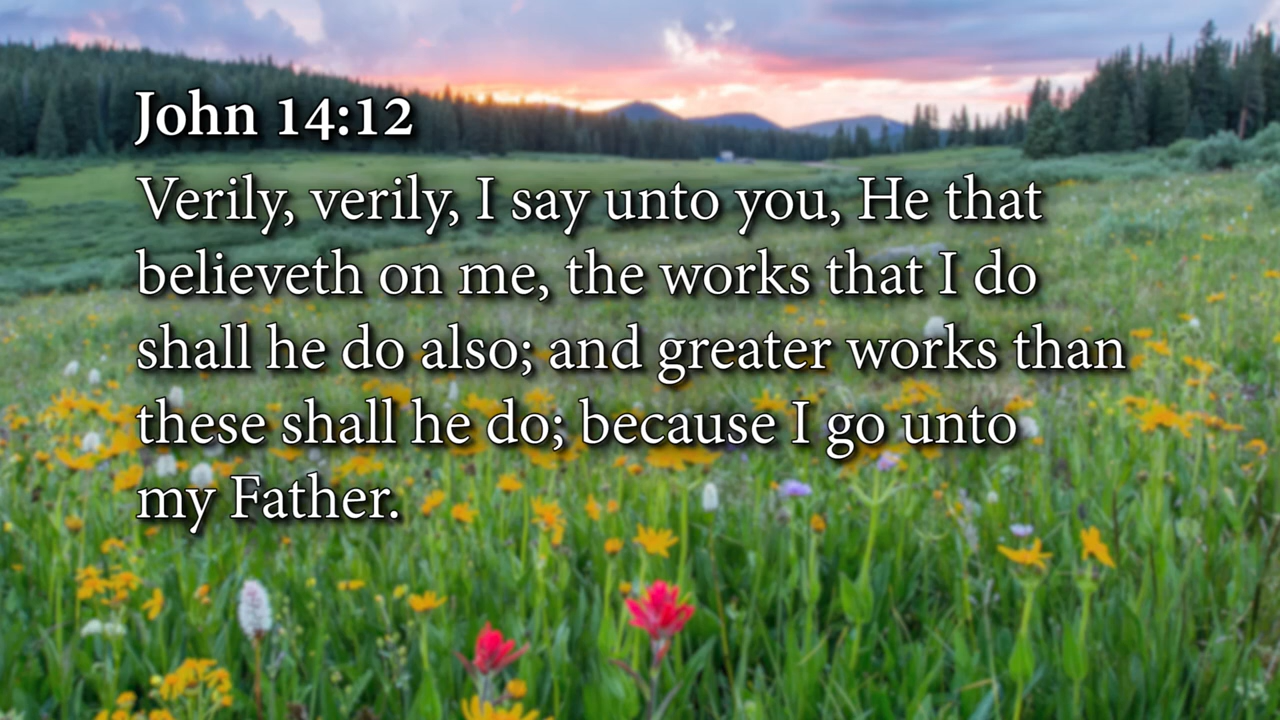 John 14:12
Verily, verily, I say unto you, He that
believeth on me, the works that I do
shall he do also; and greater works than
these shall he do; because I go unto
my Father.